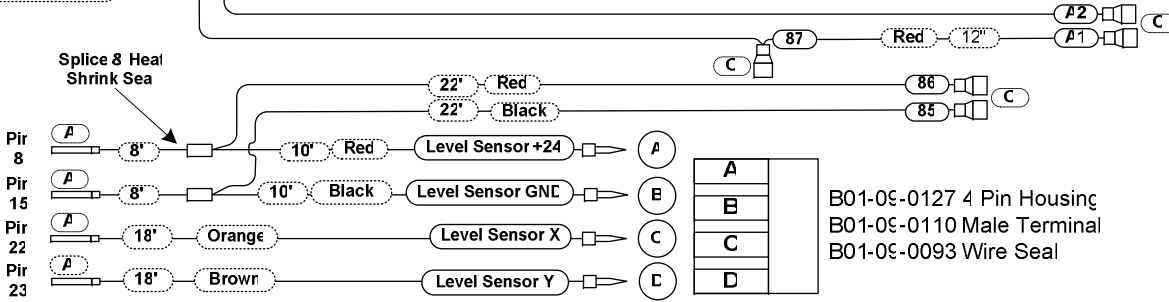 A2
C
87 Red 12" A1
Splice & Heat
Shrink Sea
C
22' Red 86
C
22' Black 85
Pin
8
A
8' 10' Red Level Sensor +24 A
Pin
15
A
8' 10' Black Level Sensor GND B
Pin
22
A
18' Orange Level Sensor X C
Pin
23
A
18' Brown Level Sensor Y D
A
B
C
D
B01-09-0127 4 Pin Housing
B01-09-0110 Male Terminal
B01-09-0093 Wire Seal